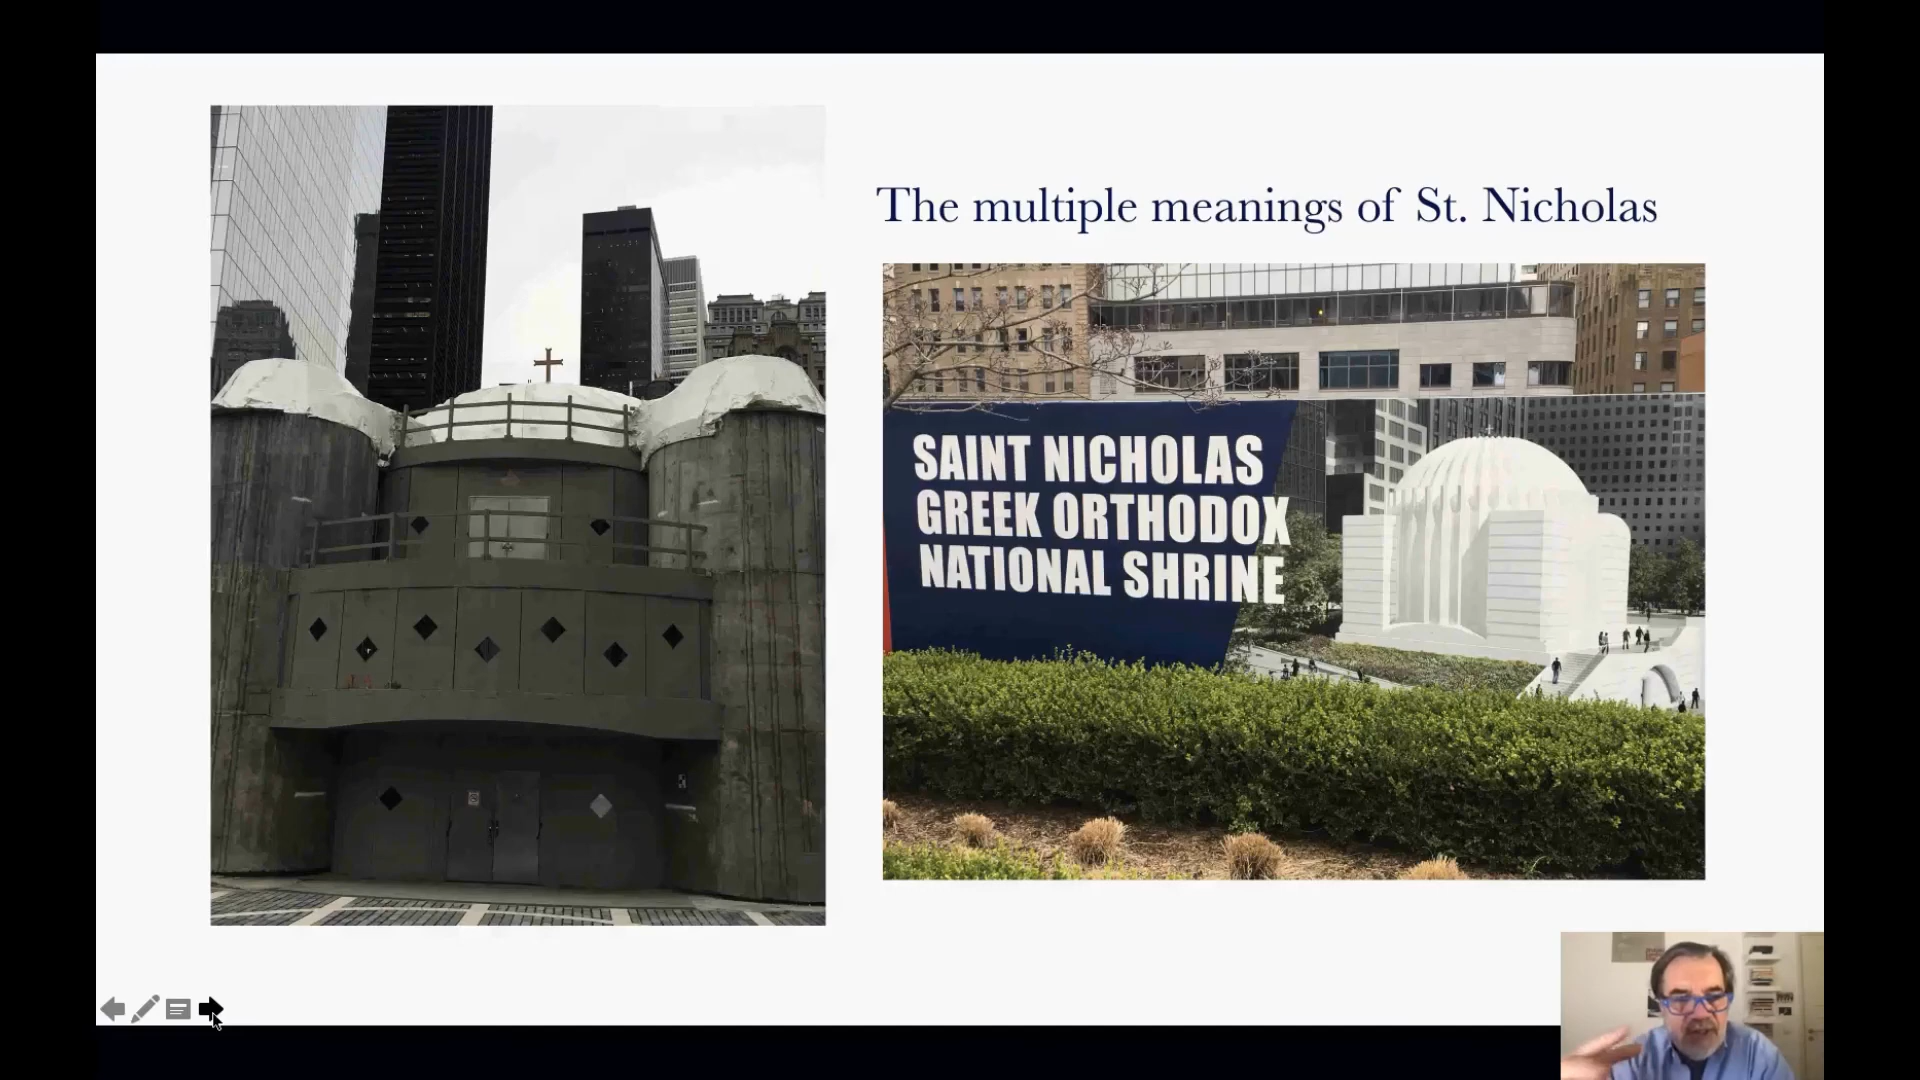 The multiple meanings of St. Nicholas
SAINT NICHOLAS
GREEK ORTHODOX
NATIONAL SHRINE